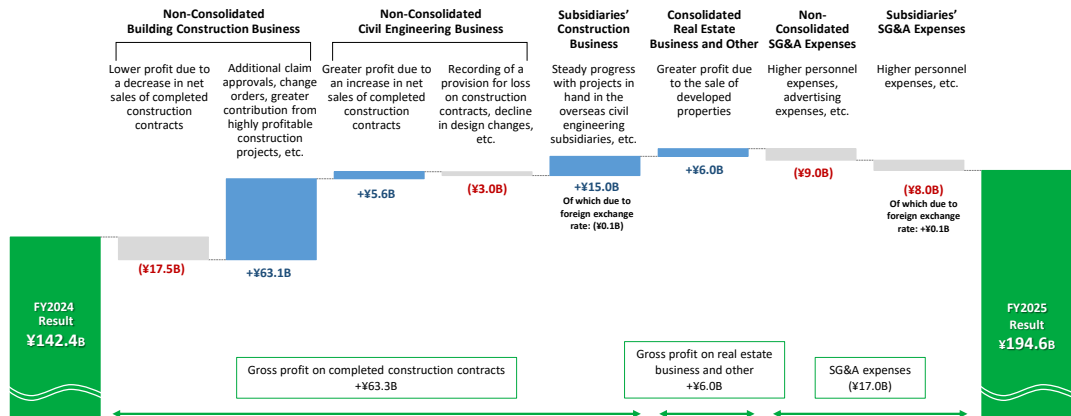 Non-Consolidated
Building Construction Business
Non-Consolidated
Civil Engineering Business
Subsidiaries'
Construction
Business
Consolidated
Real Estate
Business and Other
Non-
Consolidated
SG&A Expenses
Subsidiaries'
SG&A Expenses
Lower profit due to
a decrease in net
sales of completed
construction
contracts
Additional claim
approvals, change
orders, greater
contribution from
highly profitable
construction
projects, etc.
Greater profit due to
an increase in net
sales of completed
construction
contracts
Recording of a
provision for loss
on construction
contracts, decline
in design changes,
etc.
Steady progress
with projects in
hand in the
overseas civil
engineering
subsidiaries, etc.
Greater profit due
to the sale of
developed
properties
Higher personnel
expenses,
advertising
expenses, etc.
Higher personnel
expenses, etc.
(¥17.5B)
+¥63.1B
+¥5.6B
(¥3.0B)
+¥15.0B
Of which due to
foreign exchange
rate: (¥0.1B)
+¥6.0B
(¥9.0B)
(¥8.0B)
Of which due to
foreign exchange
rate: +¥0.1B
FY2024
Result
¥142.4B
FY2025
Result
¥194.6B
Gross profit on completed construction contracts
+¥63.3B
Gross profit on real estate
business and other
+¥6.0B
SG&A expenses
(¥17.0B)